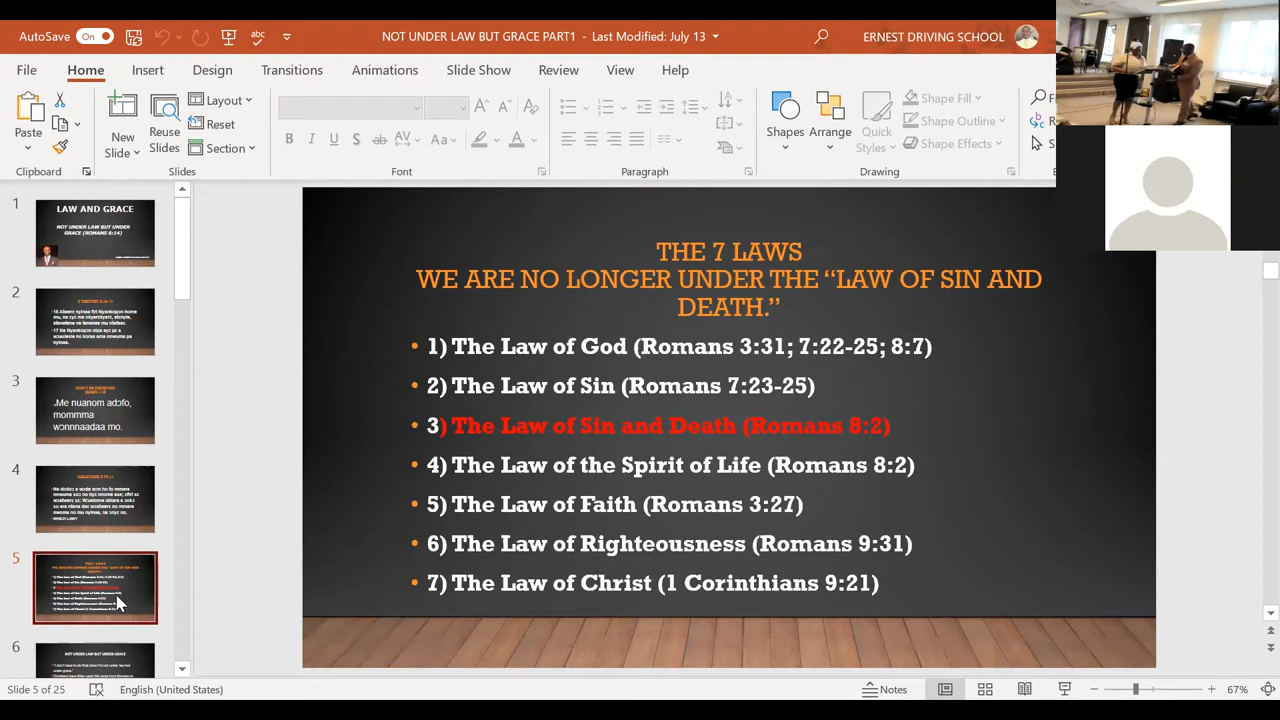 AutoSave On
NOT UNDER LAW BUT GRACE PART1 - Last Modified: July 13
ERNEST DRIVING SCHOOL
File Home Insert Design Transitions Animations Slide Show Review View Help
Paste
Clipboard
New Slide
Reuse Slides
Layout
Reset
Section
Slides
Font
Paragraph
Shapes
Arrange
Quick Styles
Shape Fill
Shape Outline
Shape Effects
Drawing
1
LAW AND GRACE
NOT UNDER LAW BUT UNDER
GRACE (ROMANS 6:14)
2
3
.Me nuanom adɔfo,
mommma
wɔnnnaadaa mo.
4
5
6
NOT UNDER LAW BUT GRACE
THE 7 LAWS
WE ARE NO LONGER UNDER THE “LAW OF SIN AND
DEATH.”
• 1) The Law of God (Romans 3:31; 7:22-25; 8:7)
• 2) The Law of Sin (Romans 7:23-25)
• 3) The Law of Sin and Death (Romans 8:2)
• 4) The Law of the Spirit of Life (Romans 8:2)
• 5) The Law of Faith (Romans 3:27)
• 6) The Law of Righteousness (Romans 9:31)
• 7) The Law of Christ (1 Corinthians 9:21)
Slide 5 of 25
English (United States)
Notes
67%